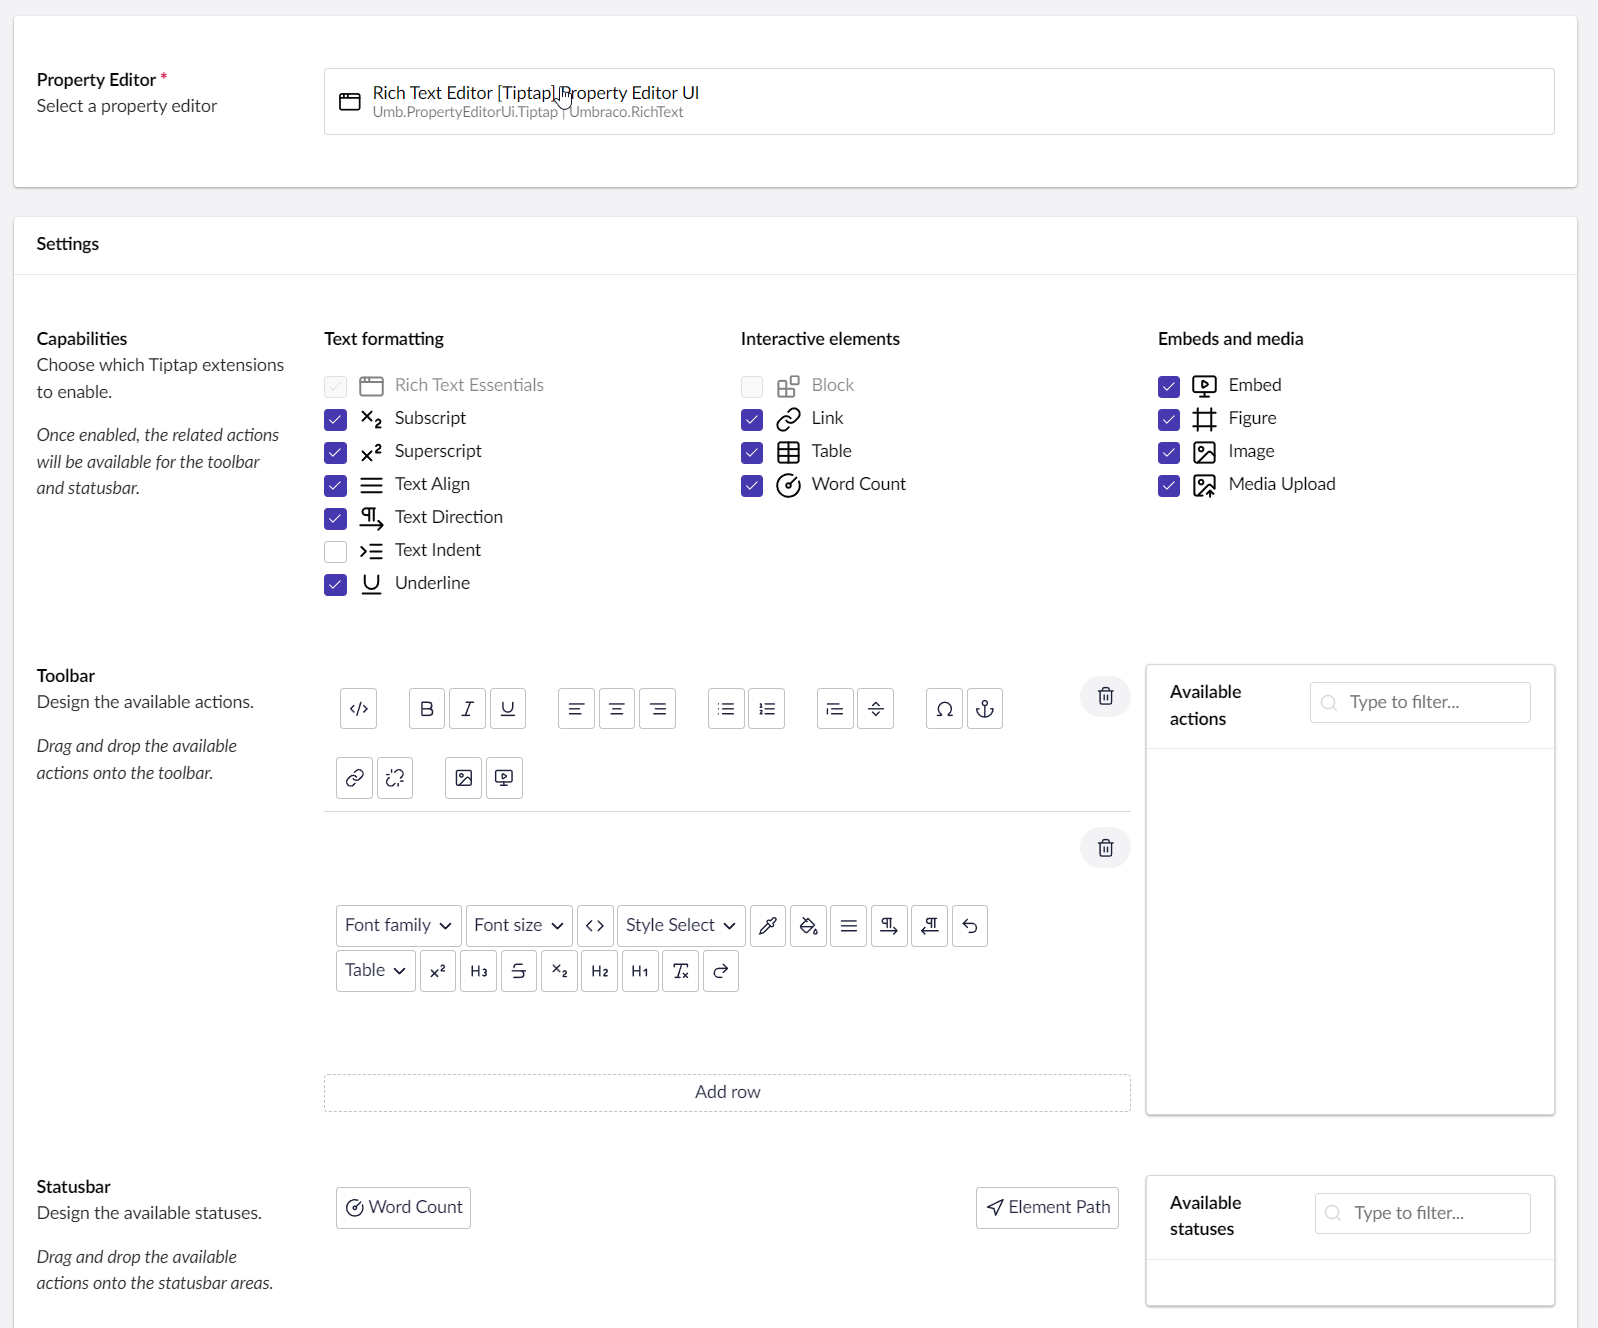 Property Editor *
Select a property editor
Rich Text Editor [Tiptap] Property Editor UI
Umb.PropertyEditorUi.Tiptap | Umbraco.RichText
Settings
Capabilities
Choose which Tiptap extensions
to enable.
Once enabled, the related actions
will be available for the toolbar
and statusbar.
Text formatting
Rich Text Essentials
Subscript
Superscript
Text Align
Text Direction
Text Indent
Underline
Interactive elements
Block
Link
Table
Word Count
Embeds and media
Embed
Figure
Image
Media Upload
Toolbar
Design the available actions.
Drag and drop the available
actions onto the toolbar.
Font family
Font size
Style Select
Table
H3
H2
H1
Add row
Available
actions
Type to filter...
Statusbar
Design the available statuses.
Drag and drop the available
actions onto the statusbar areas.
Word Count
Element Path
Available
statuses
Type to filter...